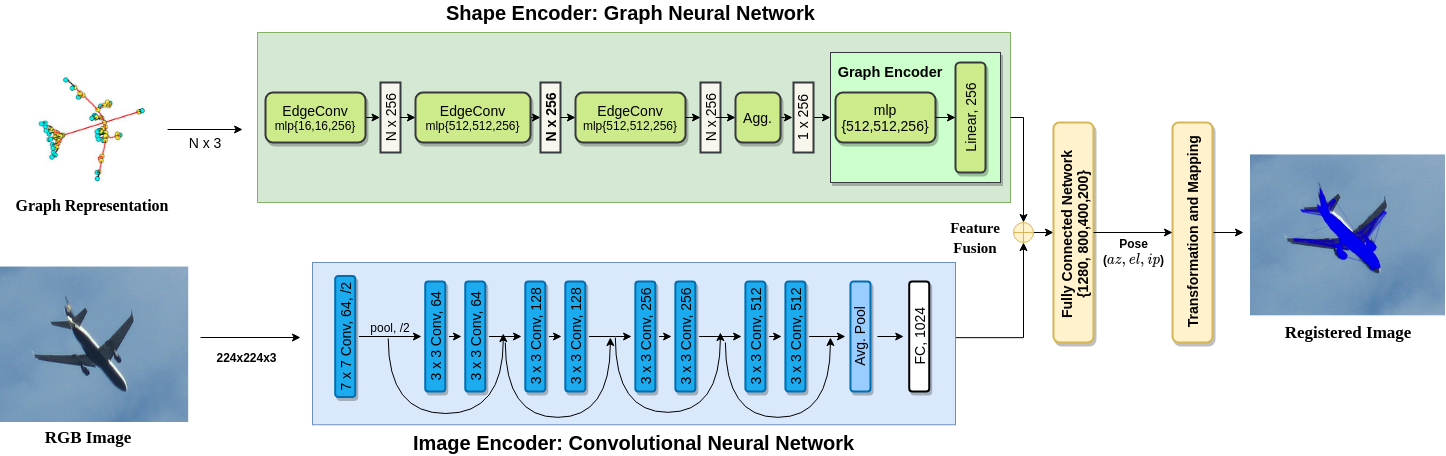 Shape Encoder: Graph Neural Network
Graph Representation
N x 3
EdgeConv
mlp{16,16,256}
N x 256
EdgeConv
mlp{512,512,256}
N x 256
EdgeConv
mlp{512,512,256}
N x 256
Agg.
1 x 256
Graph Encoder
mlp
{512,512,256}
Linear, 256
Feature
Fusion
Fully Connected Network
{1280, 800,400,200}
Pose
(az, el, ip)
Transformation and Mapping
Registered Image
RGB Image
224x224x3
7 x 7 Conv, 64, /2
pool, /2
3 x 3 Conv, 64
3 x 3 Conv, 64
3 x 3 Conv, 128
3 x 3 Conv, 128
3 x 3 Conv, 256
3 x 3 Conv, 256
3 x 3 Conv, 512
3 x 3 Conv, 512
Avg. Pool
FC, 1024
Image Encoder: Convolutional Neural Network